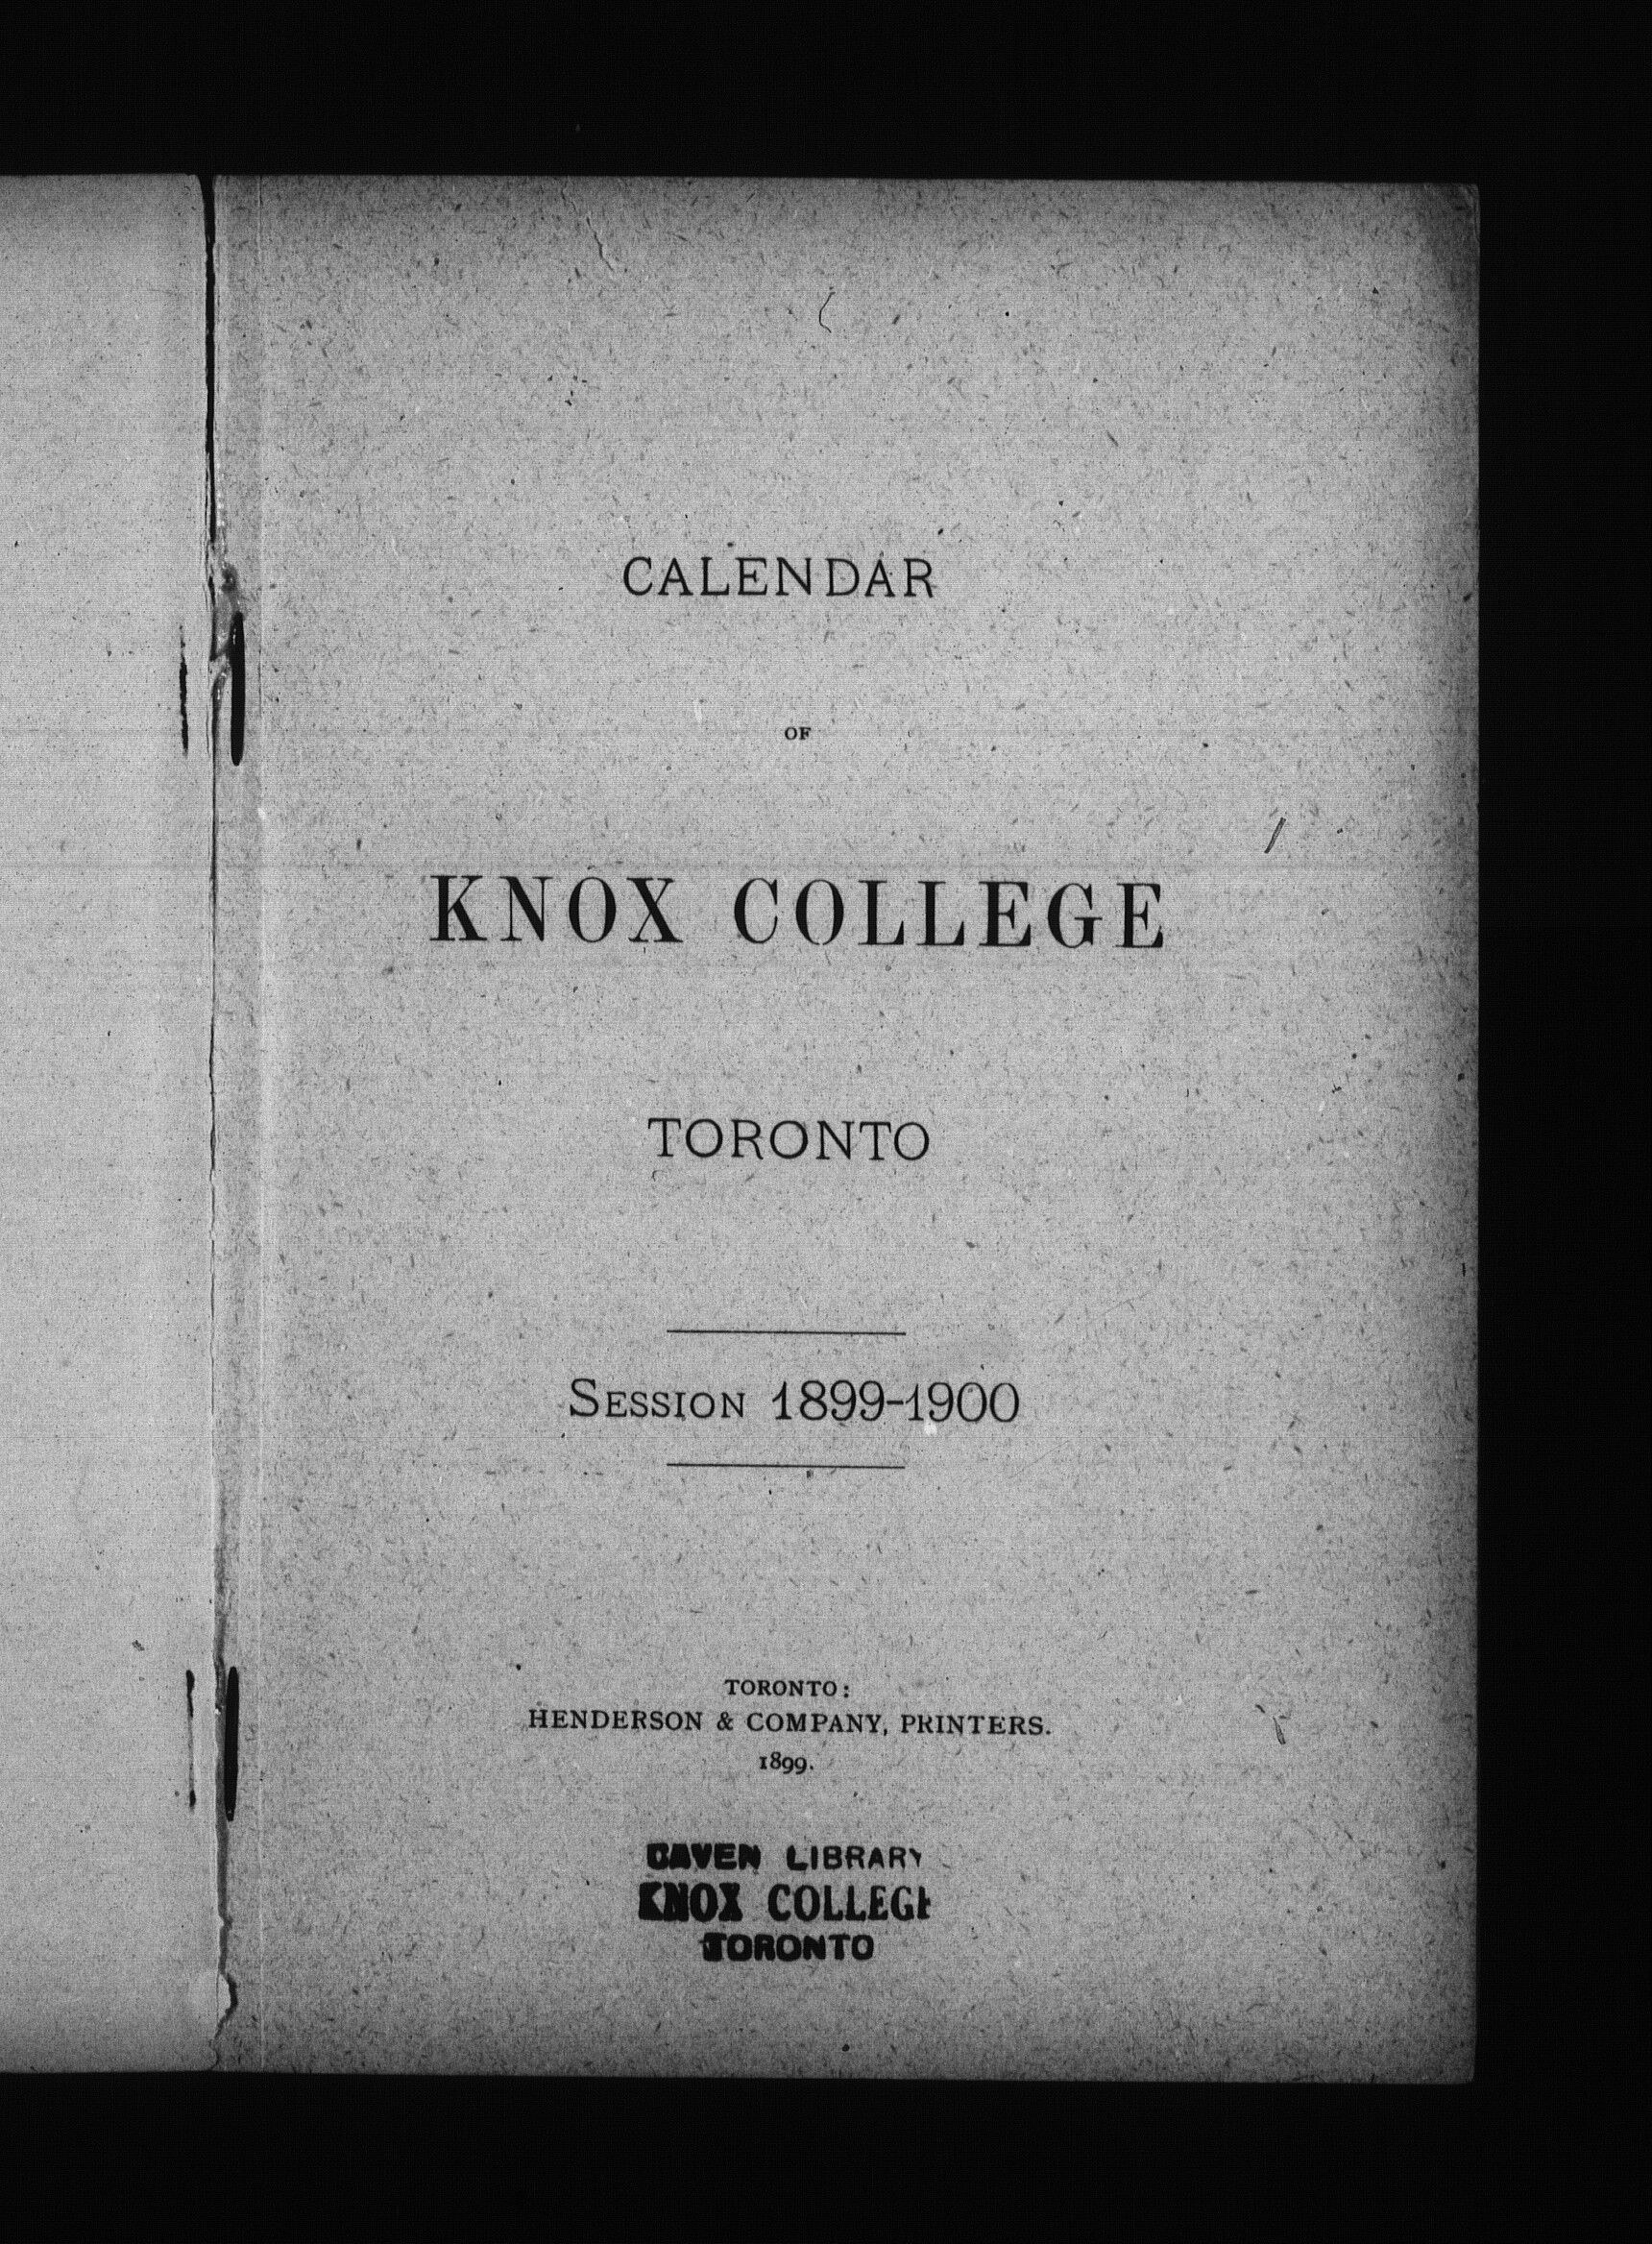 CALENDAR
OF
KNOX COLLEGE
TORONTO
SESSION 1899-1900
TORONTO:
HENDERSON & COMPANY, PRINTERS.
1899.
CAVEN LIBRARY
KNOX COLLEGE
TORONTO